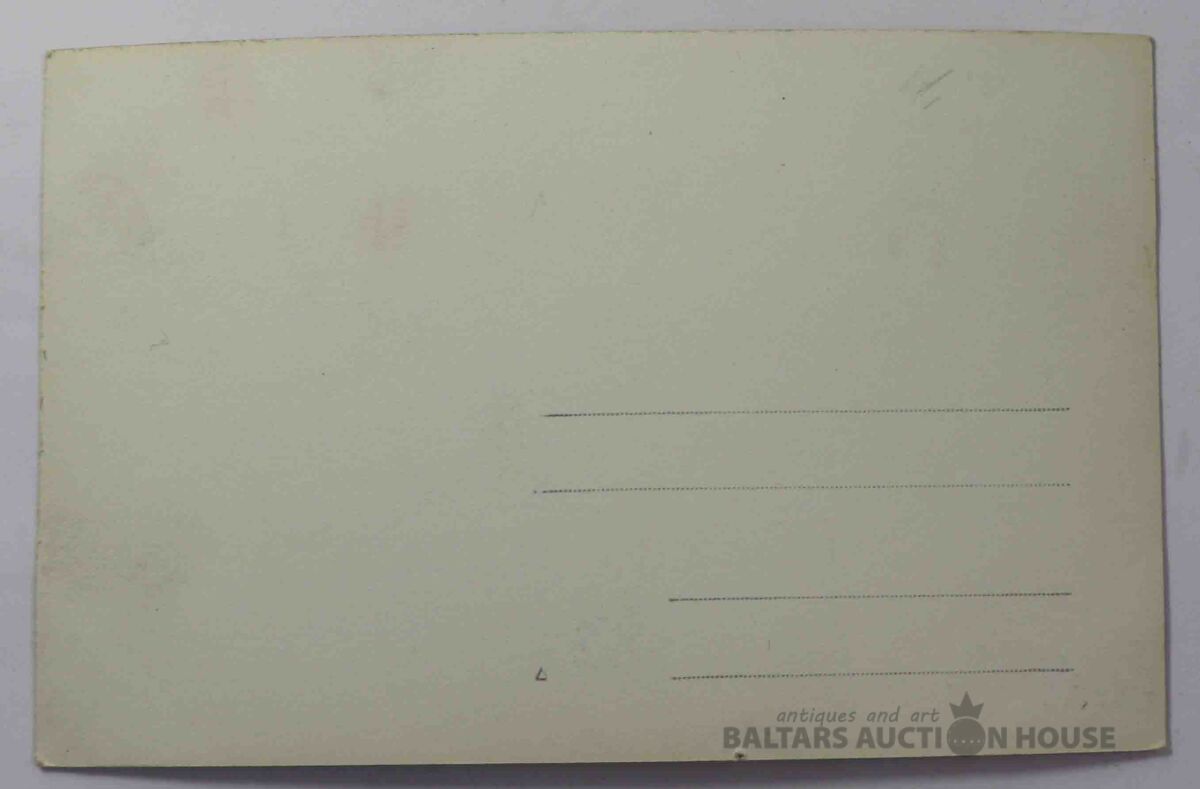 antiques and art
BALTARS AUCTION HOUSE